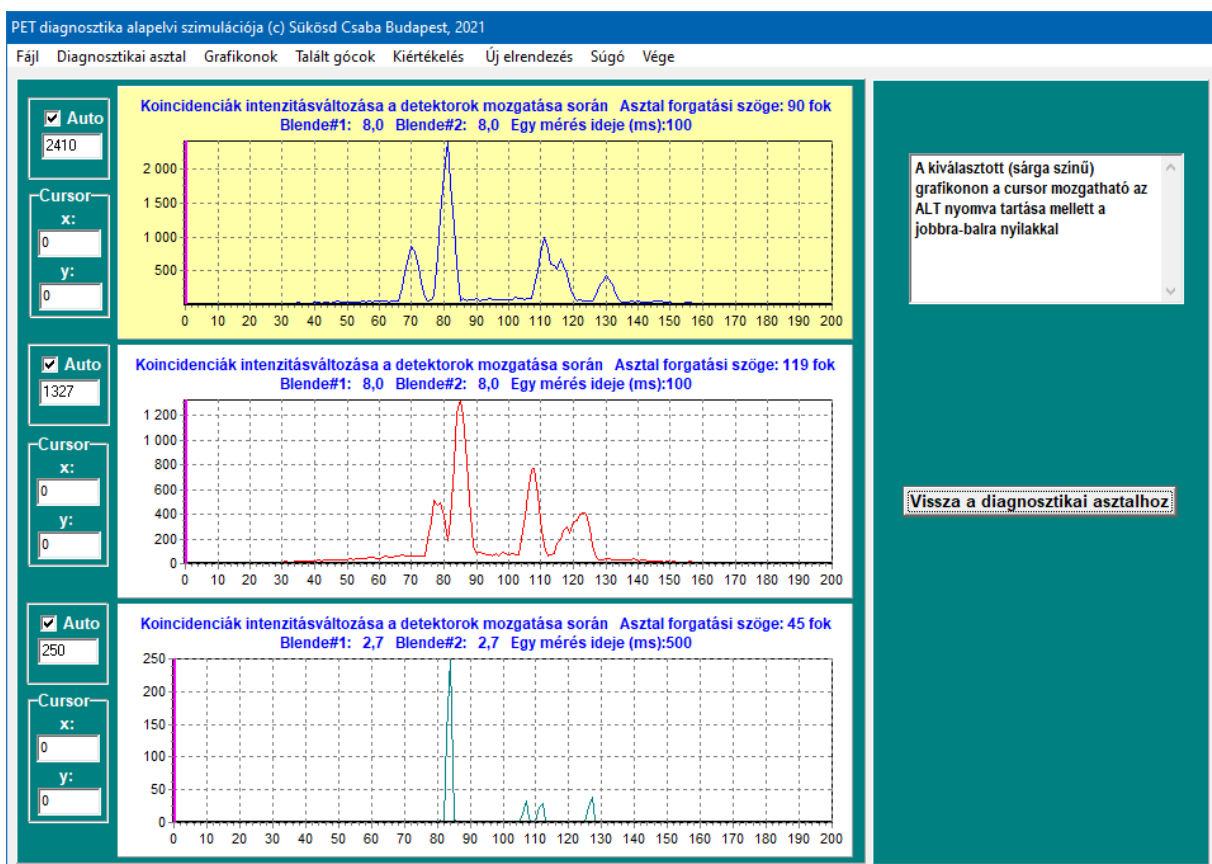 PET diagnosztika alapelvi szimulációja (c) Sükösd Csaba Budapest, 2021
Fájl Diagnosztikai asztal Grafikonok Talált gócok Kiértékelés Új elrendezés Súgó Vége
Auto
2410
Cursor
x:
0
y:
0
Koincidenciák intenzitásváltozása a detektorok mozgatása során Asztal forgatási szöge: 90 fok
Blende#1: 8,0 Blende#2: 8,0 Egy mérés ideje (ms):100
2 000
1 500
1 000
500
0 10 20 30 40 50 60 70 80 90 100 110 120 130 140 150 160 170 180 190 200
Auto
1327
Cursor
x:
0
y:
0
Koincidenciák intenzitásváltozása a detektorok mozgatása során Asztal forgatási szöge: 119 fok
Blende#1: 8,0 Blende#2: 8,0 Egy mérés ideje (ms):100
1 200
1 000
800
600
400
200
0
0 10 20 30 40 50 60 70 80 90 100 110 120 130 140 150 160 170 180 190 200
Auto
250
Cursor
x:
0
y:
0
Koincidenciák intenzitásváltozása a detektorok mozgatása során Asztal forgatási szöge: 45 fok
Blende#1: 2,7 Blende#2: 2,7 Egy mérés ideje (ms):500
250
200
150
100
50
0
0 10 20 30 40 50 60 70 80 90 100 110 120 130 140 150 160 170 180 190 200
A kiválasztott (sárga színű)
grafikonon a cursor mozgatható az
ALT nyomva tartása mellett a
jobbra-balra nyilakkal
Vissza a diagnosztikai asztalhoz